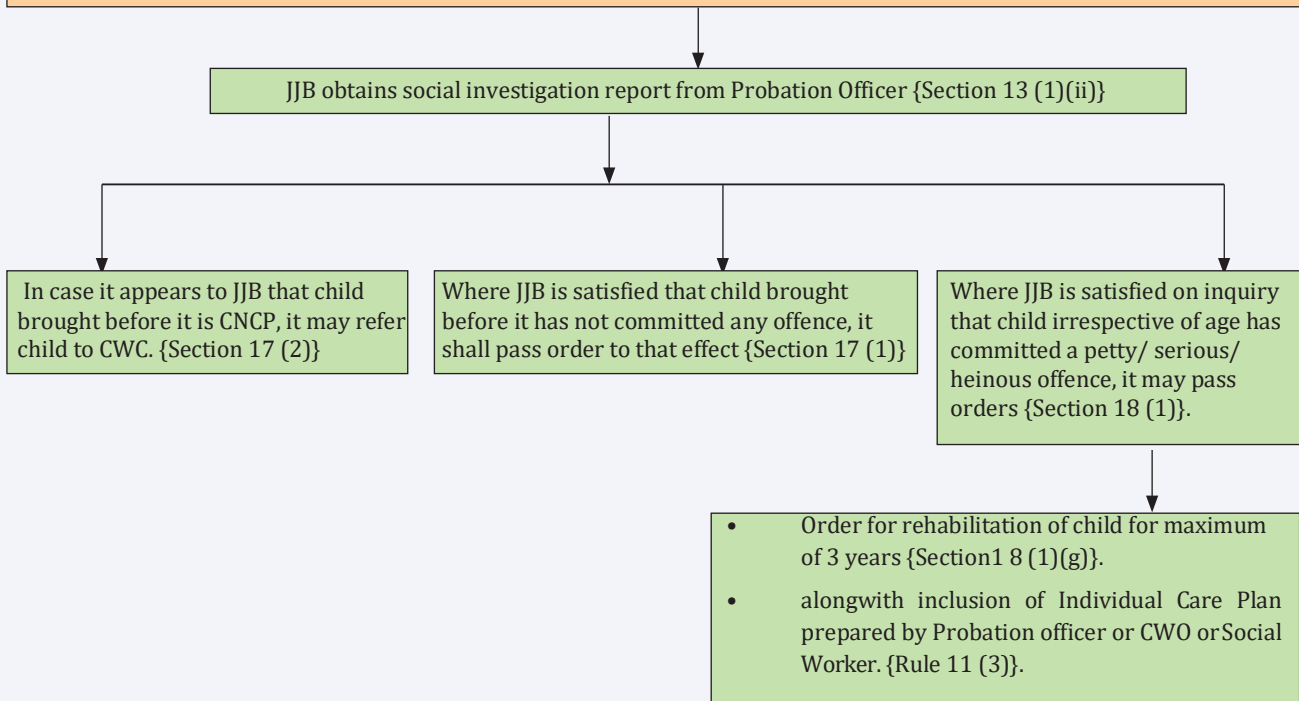 JJB obtains social investigation report from Probation Officer {Section 13 (1)(ii)}
In case it appears to JJB that child
brought before it is CNCP, it may refer
child to CWC. {Section 17 (2)}
Where JJB is satisfied that child brought
before it has not committed any offence, it
shall pass order to that effect {Section 17 (1)}
Where JJB is satisfied on inquiry
that child irrespective of age has
committed a petty/ serious/
heinous offence, it may pass
orders {Section 18 (1)}.
• Order for rehabilitation of child for maximum
of 3 years {Section1 8 (1)(g)}.
• alongwith inclusion of Individual Care Plan
prepared by Probation officer or CWO or Social
Worker. {Rule 11 (3)}.